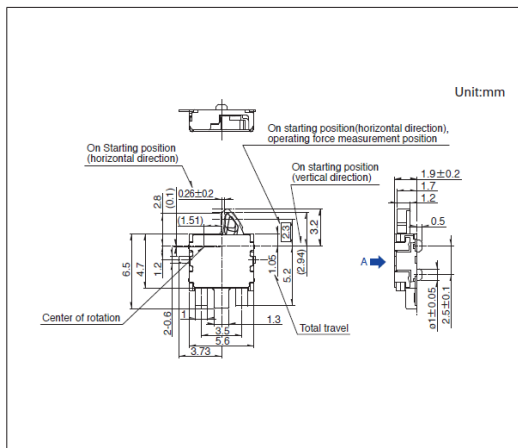 Unit:mm
On Starting position
(horizontal direction)
On starting position(horizontal direction),
operating force measurement position
On starting position
(vertical direction)
0.26±0.2
(1.51)
2.8
(0.1)
6.5
4.7
1.2
2-0.6
1
3.73
3.5
5.6
1.3
2.3
1.05
5.2
(2.94)
3.2
Center of rotation
Total travel
1.9±0.2
1.7
1.2
0.5
A
ø1±0.05
2.5±0.1